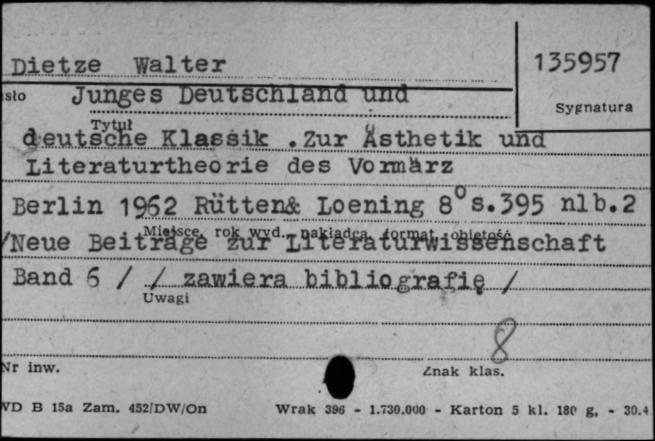 Dietze Walter
135957
sło Junges Deutschland und
Sygnatura
Tytuł
deutsche Klassik . Zur Ästhetik und
Literaturtheorie des Vormärz
Berlin 1962 Rütten& Loening 8° s.395 nlb.2
Miejsce, rok wyd., nakładca, format, objętość
/Neue Beiträge zur Literaturwissenschaft
Band 6 / / zawiera bibliografię /
Uwagi
8
Nr inw.
Znak klas.
WD B 15a Zam. 452/DW/On Wrak 396 - 1.730.000 - Karton 5 kl. 180 g. - 30.4